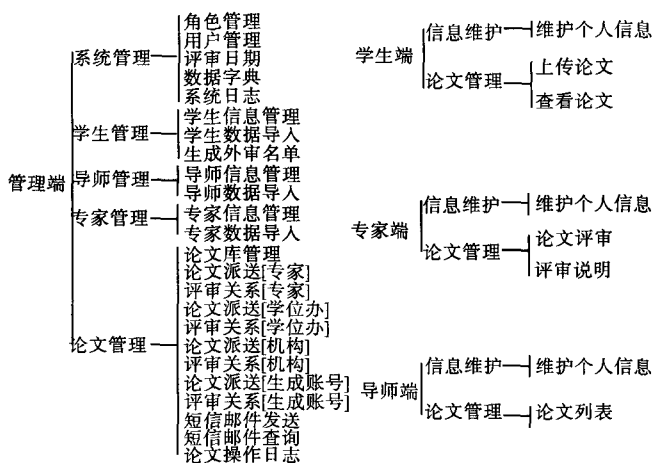 管理端
系统管理
角色管理
用户管理
评审日期
数据字典
系统日志
学生管理
学生信息管理
学生数据导入
生成外审名单
导师管理
导师信息管理
导师数据导入
专家管理
专家信息管理
专家数据导入
论文管理
论文库管理
论文派送[专家]
评审关系[专家]
论文派送[学位办]
评审关系[学位办]
论文派送[机构]
评审关系[机构]
论文派送[生成账号]
评审关系[生成账号]
短信邮件发送
短信邮件查询
论文操作日志
学生端
信息维护
维护个人信息
论文管理
上传论文
查看论文
专家端
信息维护
维护个人信息
论文管理
论文评审
评审说明
导师端
信息维护
维护个人信息
论文管理
论文列表